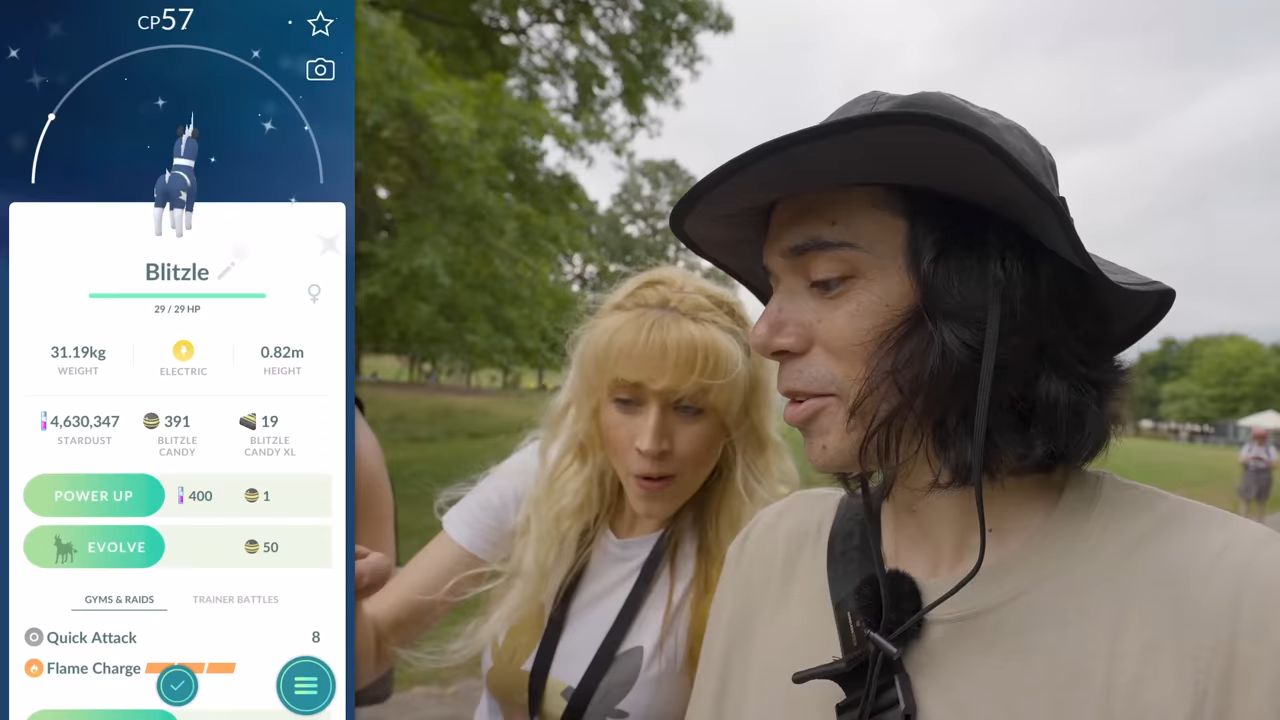 CP57
Blitzle
29 / 29 HP
31.19kg
WEIGHT
ELECTRIC
0.82m
HEIGHT
4,630,347
STARDUST
391
BLITZLE
CANDY
19
BLITZLE
CANDY XL
POWER UP
400
1
EVOLVE
50
GYMS & RAIDS
TRAINER BATTLES
Quick Attack
8
Flame Charge